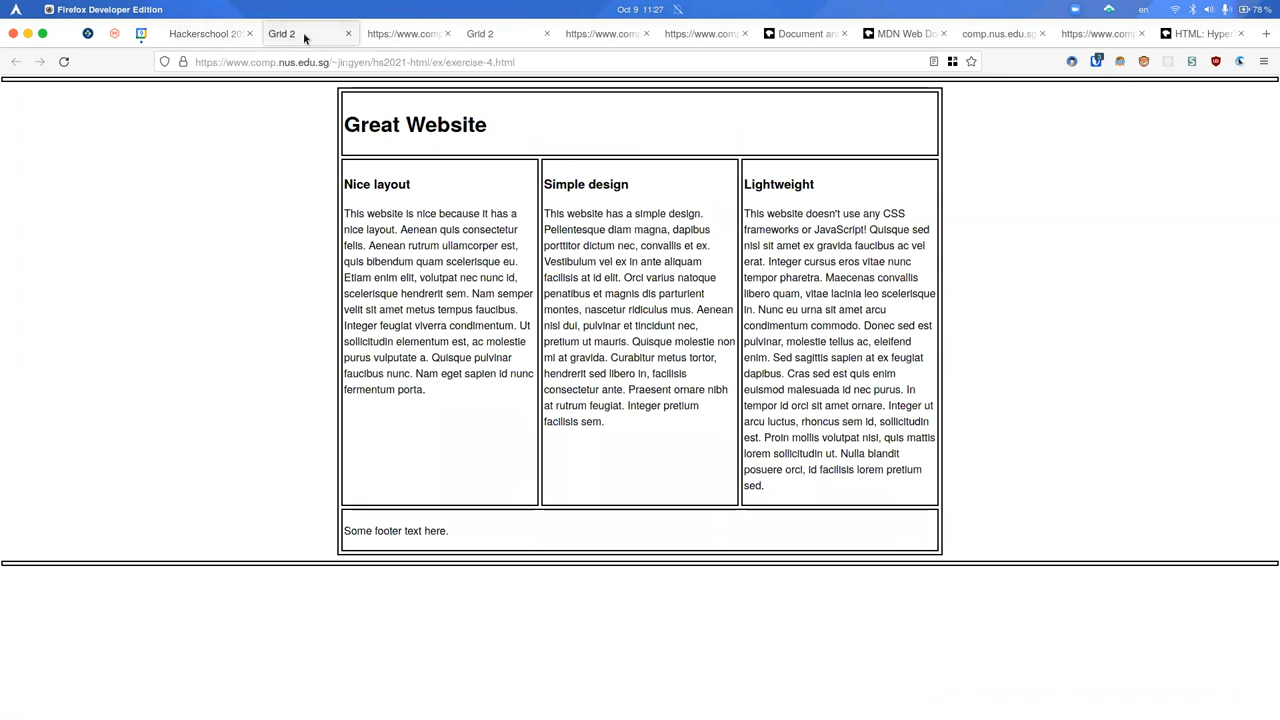 Firefox Developer Edition
Oct 9 11:27
en
78 %
Hackerschool 20
Grid 2
https://www.com
Grid 2
https://www.com
https://www.com
Document an
MDN Web Do
comp.nus.edu.sg
https://www.com
HTML: Hyper
https://www.comp.nus.edu.sg/~jingyen/hs2021-html/ex/exercise-4.html
Great Website
Nice layout
This website is nice because it has a
nice layout. Aenean quis consectetur
felis. Aenean rutrum ullamcorper est,
quis bibendum quam scelerisque eu.
Etiam enim elit, volutpat nec nunc id,
scelerisque hendrerit sem. Nam semper
velit sit amet metus tempus faucibus.
Integer feugiat viverra condimentum. Ut
sollicitudin elementum est, ac molestie
purus vulputate a. Quisque pulvinar
faucibus nunc. Nam eget sapien id nunc
fermentum porta.
Simple design
This website has a simple design.
Pellentesque diam magna, dapibus
porttitor dictum nec, convallis et ex.
Vestibulum vel ex in ante aliquam
facilisis at id elit. Orci varius natoque
penatibus et magnis dis parturient
montes, nascetur ridiculus mus. Aenean
nisl dui, pulvinar et tincidunt nec,
pretium ut mauris. Quisque molestie non
mi at gravida. Curabitur metus tortor,
hendrerit sed libero in, facilisis
consectetur ante. Praesent ornare nibh
at rutrum feugiat. Integer pretium
facilisis sem.
Lightweight
This website doesn't use any CSS
frameworks or JavaScript! Quisque sed
nisl sit amet ex gravida faucibus ac vel
erat. Integer cursus eros vitae nunc
tempor pharetra. Maecenas convallis
libero quam, vitae lacinia leo scelerisque
in. Nunc eu urna sit amet arcu
condimentum commodo. Donec sed est
pulvinar, molestie tellus ac, eleifend
enim. Sed sagittis sapien at ex feugiat
dapibus. Cras sed est quis enim
euismod malesuada id nec purus. In
tempor id orci sit amet ornare. Integer ut
arcu luctus, rhoncus sem id, sollicitudin
est. Proin mollis volutpat nisi, quis mattis
lorem sollicitudin ut. Nulla blandit
posuere orci, id facilisis lorem pretium
sed.
Some footer text here.